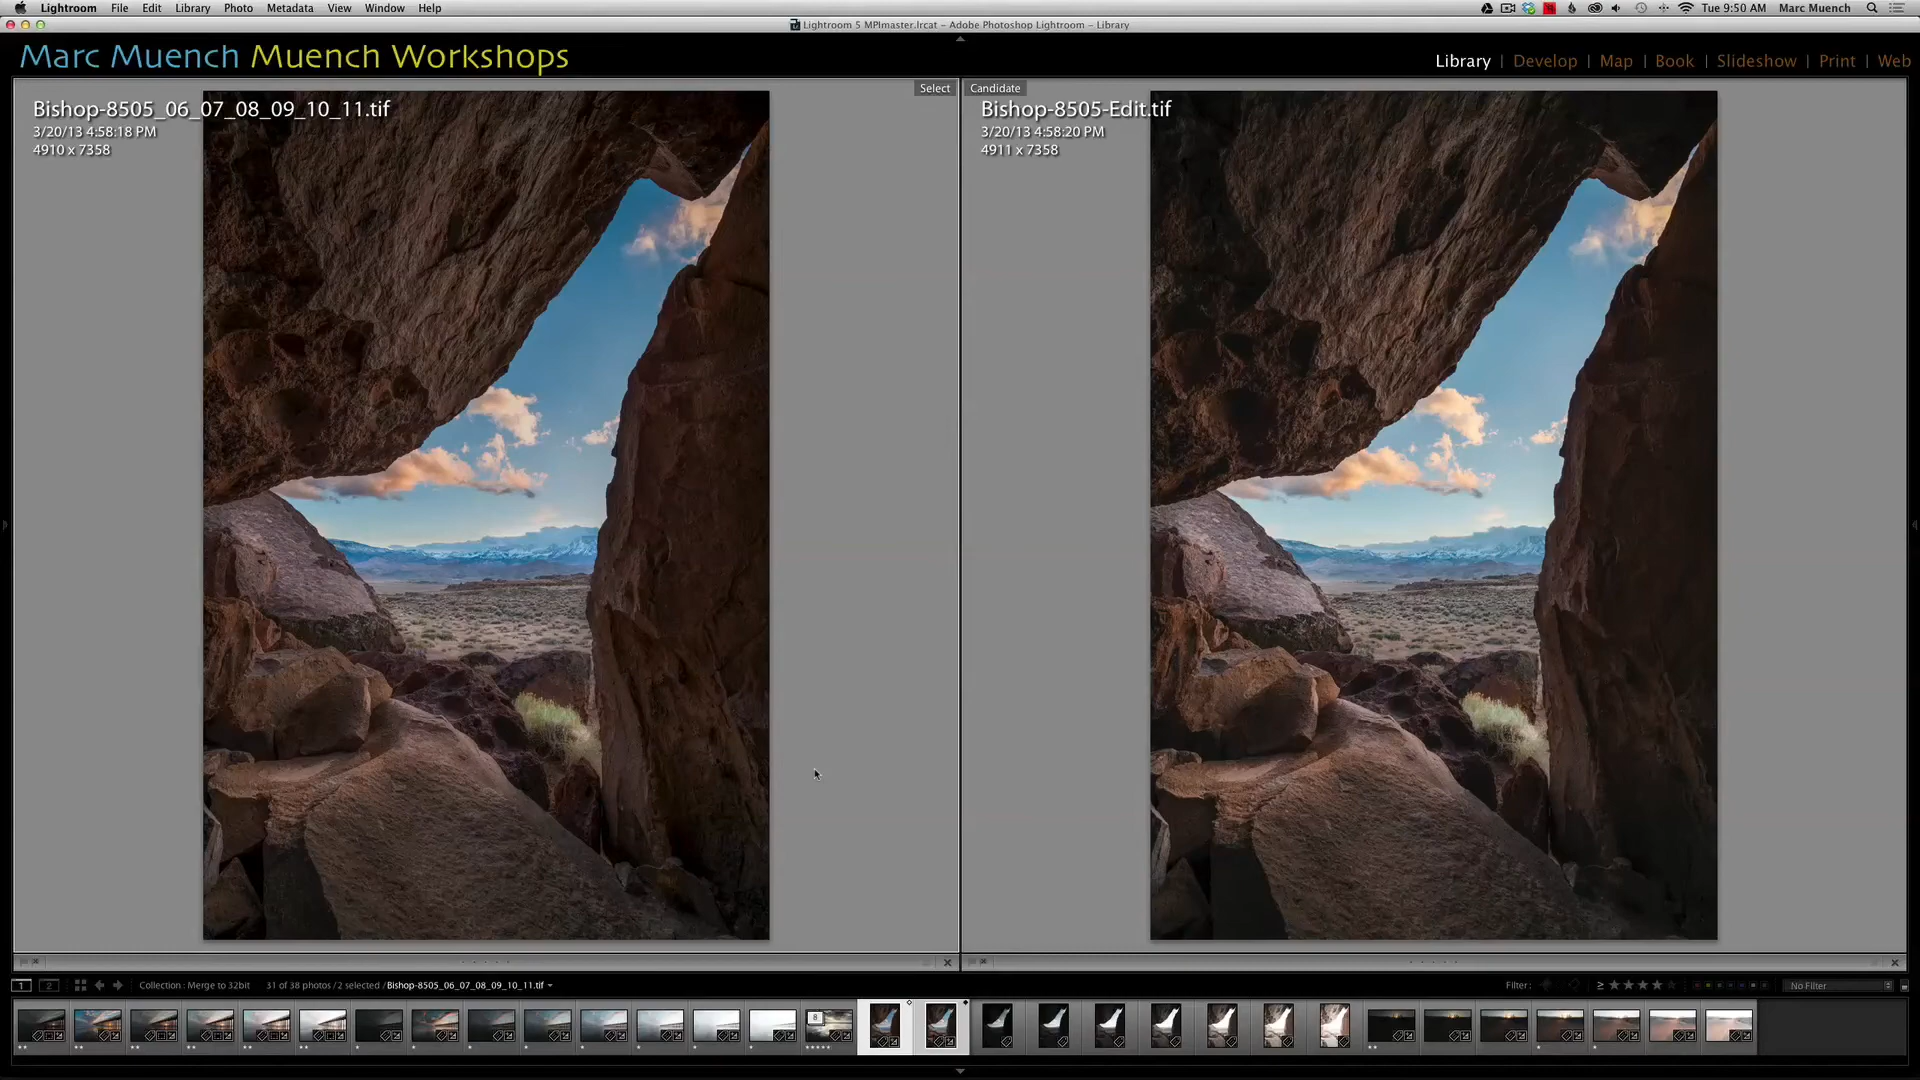 Lightroom File Edit Library Photo Metadata View Window Help Tue 9:50 AM Marc Muench
Lightroom 5 MPImaster.lrcat – Adobe Photoshop Lightroom – Library
Marc Muench Muench Workshops
Library | Develop | Map | Book | Slideshow | Print | Web
Select
Candidate
Bishop-8505_06_07_08_09_10_11.tif
3/20/13 4:58:18 PM
4910 x 7358
Bishop-8505-Edit.tif
3/20/13 4:58:20 PM
4911 x 7358
1 2 Collection : Merge to 32bit 31 of 38 photos / 2 selected / Bishop-8505_06_07_08_09_10_11.tif Filter : ≥ ★★★★★ No Filter
8